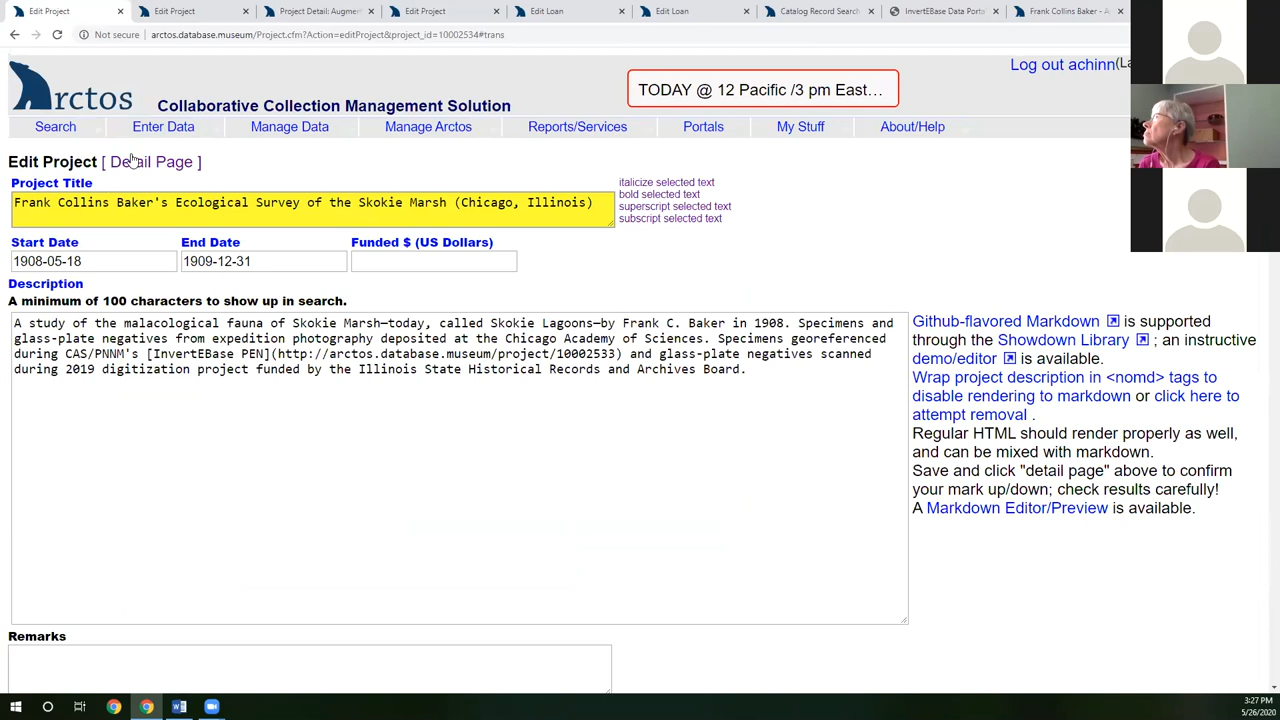 Edit Project
Edit Project
Project Detail: Augmen
Edit Project
Edit Loan
Edit Loan
Catalog Record Search
InvertEBase Data Porta
Frank Collins Baker - A
Not secure | arctos.database.museum/Project.cfm?Action=editProject&project_id=10002534#trans
Arctos
Collaborative Collection Management Solution
TODAY @ 12 Pacific /3 pm East…
Log out achinn(La
Search
Enter Data
Manage Data
Manage Arctos
Reports/Services
Portals
My Stuff
About/Help
Edit Project [ Detail Page ]
Project Title
Frank Collins Baker's Ecological Survey of the Skokie Marsh (Chicago, Illinois)
italicize selected text
bold selected text
superscript selected text
subscript selected text
Start Date
End Date
Funded $ (US Dollars)
1908-05-18
1909-12-31
Description
A minimum of 100 characters to show up in search.
A study of the malacological fauna of Skokie Marsh—today, called Skokie Lagoons—by Frank C. Baker in 1908. Specimens and
glass-plate negatives from expedition photography deposited at the Chicago Academy of Sciences. Specimens georeferenced
during CAS/PNNM's [InvertEBase PEN](http://arctos.database.museum/project/10002533) and glass-plate negatives scanned
during 2019 digitization project funded by the Illinois State Historical Records and Archives Board.
Github-flavored Markdown is supported
through the Showdown Library ; an instructive
demo/editor is available.
Wrap project description in <nomd> tags to
disable rendering to markdown or click here to
attempt removal .
Regular HTML should render properly as well,
and can be mixed with markdown.
Save and click "detail page" above to confirm
your mark up/down; check results carefully!
A Markdown Editor/Preview is available.
Remarks
3:27 PM
5/26/2020